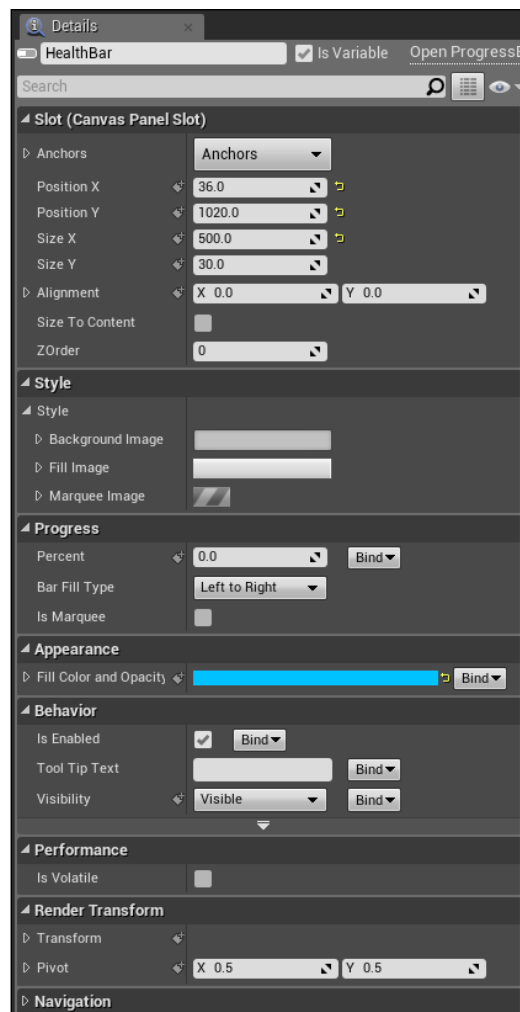 Details
HealthBar Is Variable Open ProgressB
Search
Slot (Canvas Panel Slot)
Anchors Anchors
Position X 36.0
Position Y 1020.0
Size X 500.0
Size Y 30.0
Alignment X 0.0 Y 0.0
Size To Content
ZOrder 0
Style
Style
Background Image
Fill Image
Marquee Image
Progress
Percent 0.0 Bind
Bar Fill Type Left to Right
Is Marquee
Appearance
Fill Color and Opacity Bind
Behavior
Is Enabled Bind
Tool Tip Text Bind
Visibility Visible Bind
Performance
Is Volatile
Render Transform
Transform
Pivot X 0.5 Y 0.5
Navigation